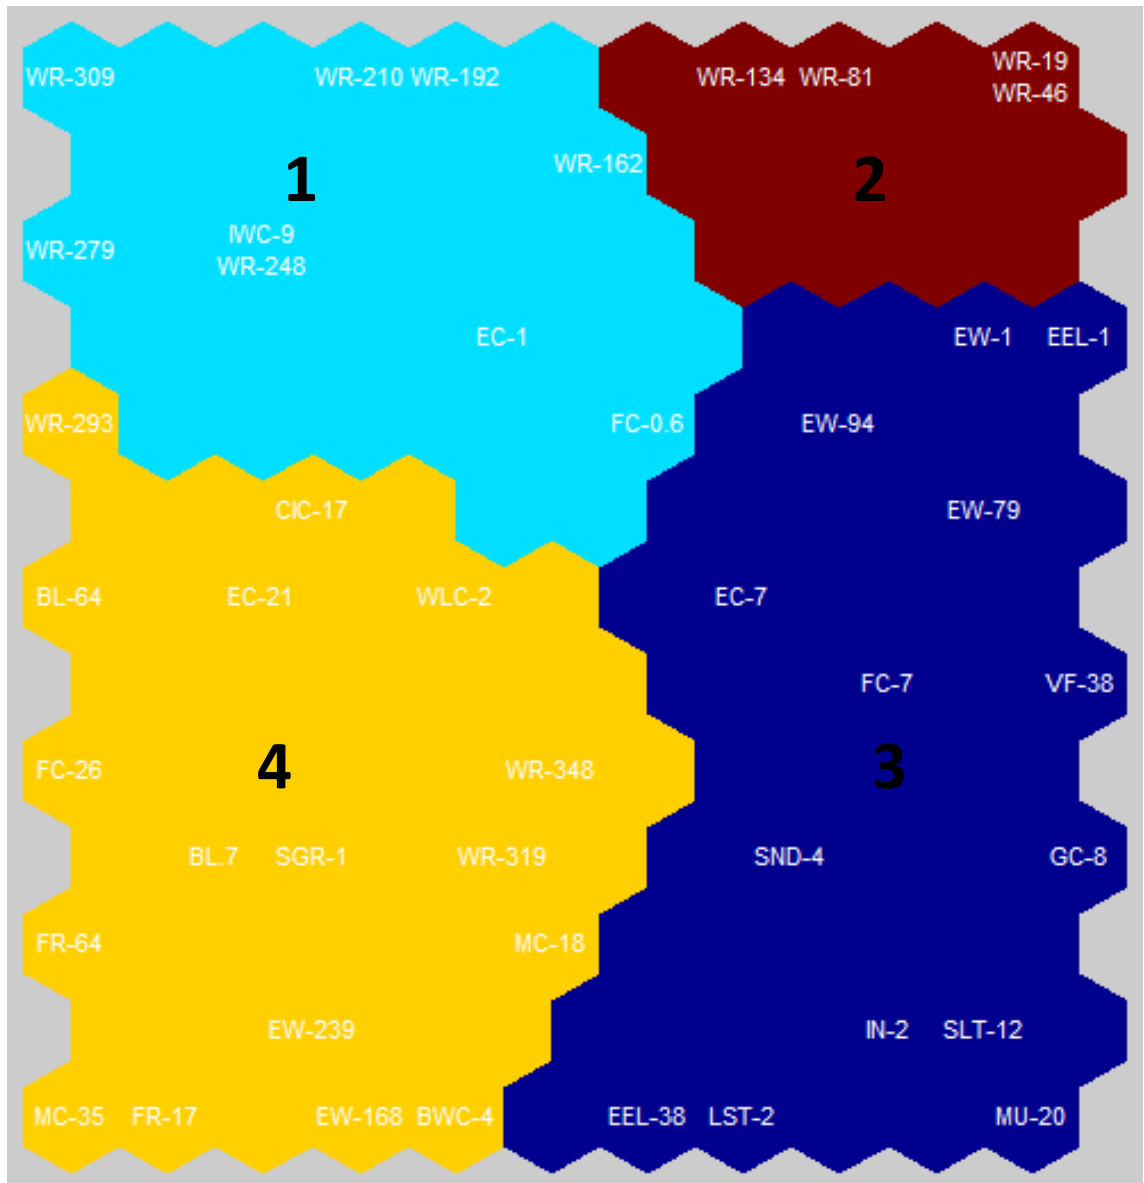 WR-309 WR-210 WR-192 WR-134 WR-81 WR-19
WR-46
1 WR-162 2
WR-279 IWC-9
WR-248
EC-1 EW-1 EEL-1
WR-293 FC-0.6 EW-94
CIC-17 EW-79
BL-64 EC-21 WLC-2 EC-7
FC-7 VF-38
FC-26 4 WR-348 3
BL.7 SGR-1 WR-319 SND-4 GC-8
FR-64 MC-18
EW-239 IN-2 SLT-12
MC-35 FR-17 EW-168 BWC-4 EEL-38 LST-2 MU-20